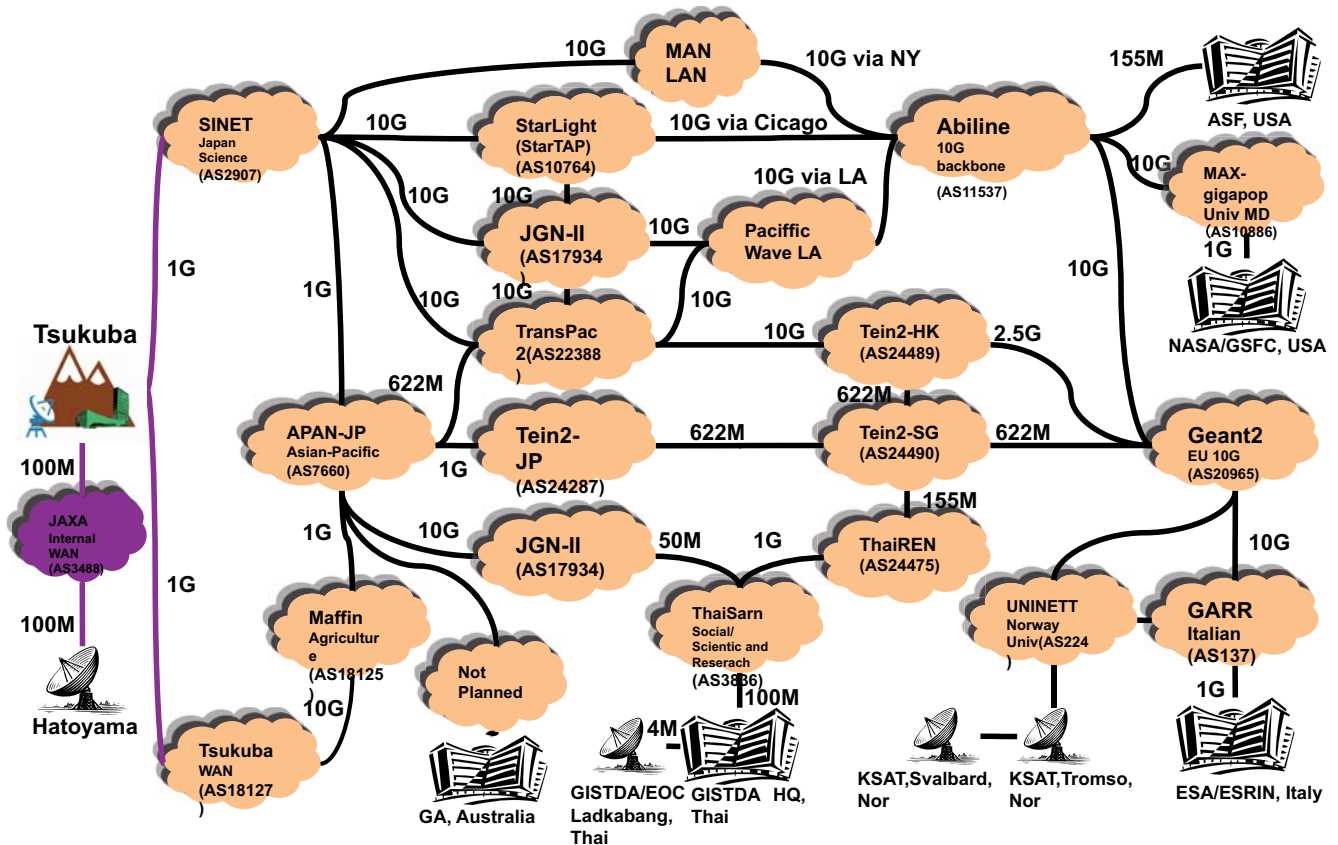 10G
MAN
LAN
10G via NY
155M
ASF, USA
SINET
Japan
Science
(AS2907)
10G
StarLight
(StarTAP)
(AS10764)
10G via Cicago
Abiline
10G
backbone
(AS11537)
10G
MAX-
gigapop
Univ MD
(AS10886)
1G
NASA/GSFC, USA
10G
10G
JGN-II
(AS17934
)
10G
10G via LA
Paciffic
Wave LA
10G
1G
1G
10G
10G
TransPac
2(AS22388
)
10G
10G
Tein2-HK
(AS24489)
2.5G
Tsukuba
622M
622M
APAN-JP
Asian-Pacific
(AS7660)
1G
Tein2-
JP
(AS24287)
622M
Tein2-SG
(AS24490)
622M
Geant2
EU 10G
(AS20965)
100M
JAXA
Internal
WAN
(AS3488)
100M
Hatoyama
1G
1G
10G
JGN-II
(AS17934)
50M
1G
155M
ThaiREN
(AS24475)
10G
Maffin
Agricultur
e
(AS18125
)
10G
Not
Planned
ThaiSarn
Social/
Scientic and
Reserach
(AS3836)
100M
UNINETT
Norway
Univ(AS224
)
GARR
Italian
(AS137)
1G
Tsukuba
WAN
(AS18127
)
GA, Australia
4M
GISTDA/EOC
Ladkabang,
Thai
GISTDA HQ,
Thai
KSAT,Svalbard,
Nor
KSAT,Tromso,
Nor
ESA/ESRIN, Italy